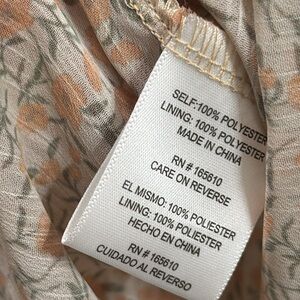 SELF:100% POLYESTER
LINING: 100% POLYESTER
MADE IN CHINA
RN # 165610
CARE ON REVERSE
EL MISMO: 100% POLIESTER
LINING: 100% POLIESTER
HECHO EN CHINA
RN # 165610
CUIDADO AL REVERSO